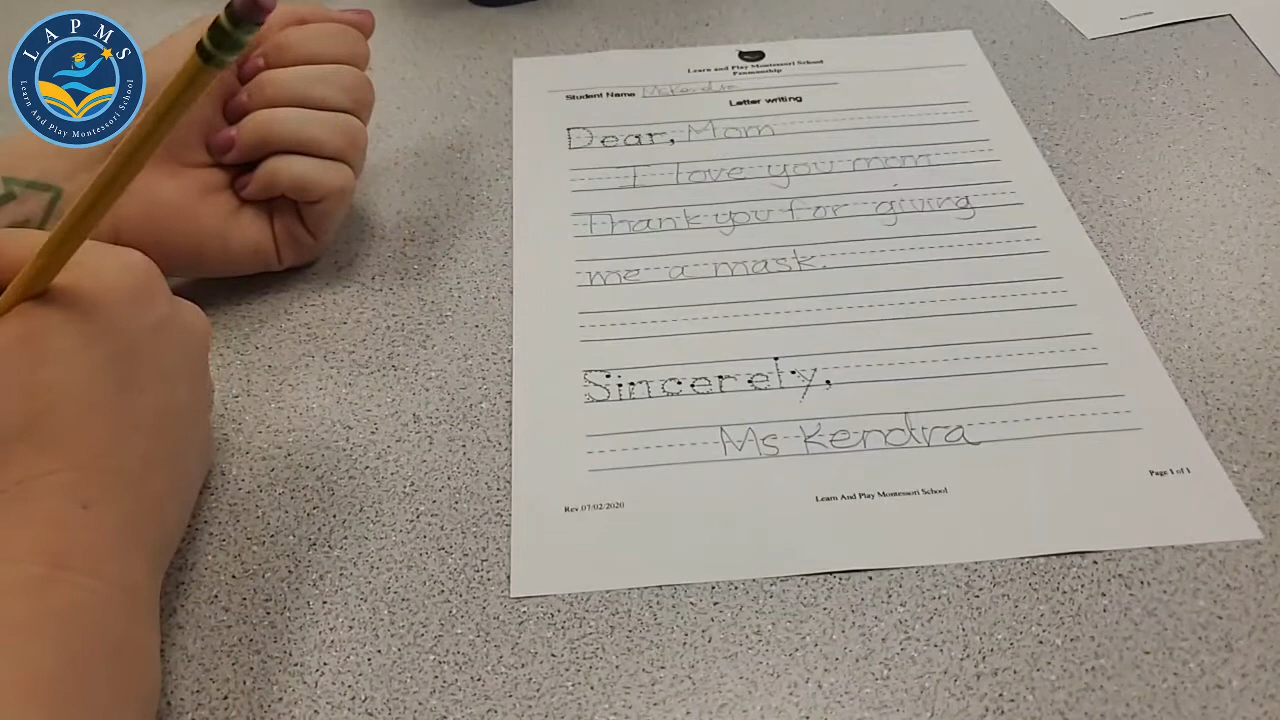 LAPMS
Learn And Play Montessori School
Learn and Play Montessori School
Penmanship
Student Name Ms Kendra
Letter writing
Dear, Mom
I love you mom
Thank you for giving
me a mask.
Sincerely,
Ms Kendra
Rev 07/02/2020
Learn And Play Montessori School
Page 1 of 1